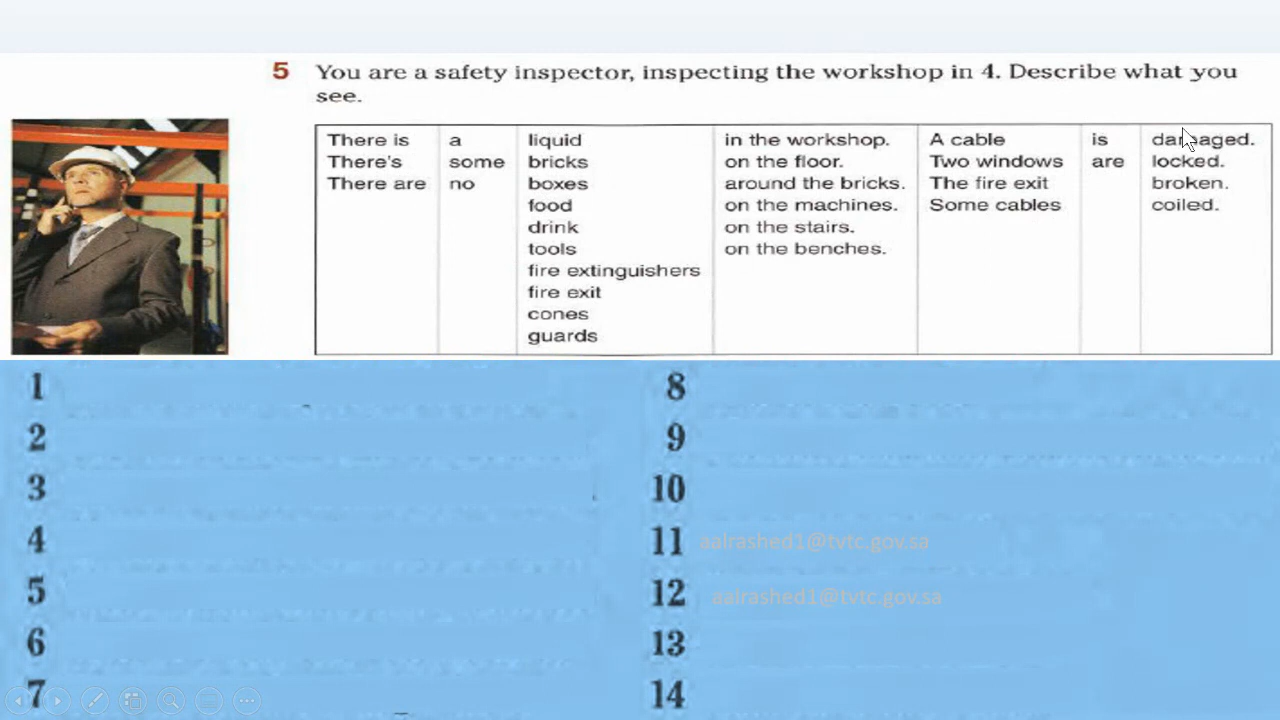 5 You are a safety inspector, inspecting the workshop in 4. Describe what you
see.
There is a liquid in the workshop. A cable is damaged.
There's some bricks on the floor. Two windows are locked.
There are no boxes around the bricks. The fire exit broken.
food on the machines. Some cables coiled.
drink on the stairs.
tools on the benches.
fire extinguishers
fire exit
cones
guards
1 8
2 9
3 10
4 11 aalrashed1@tvtc.gov.sa
5 12 aalrashed1@tvtc.gov.sa
6 13
7 14